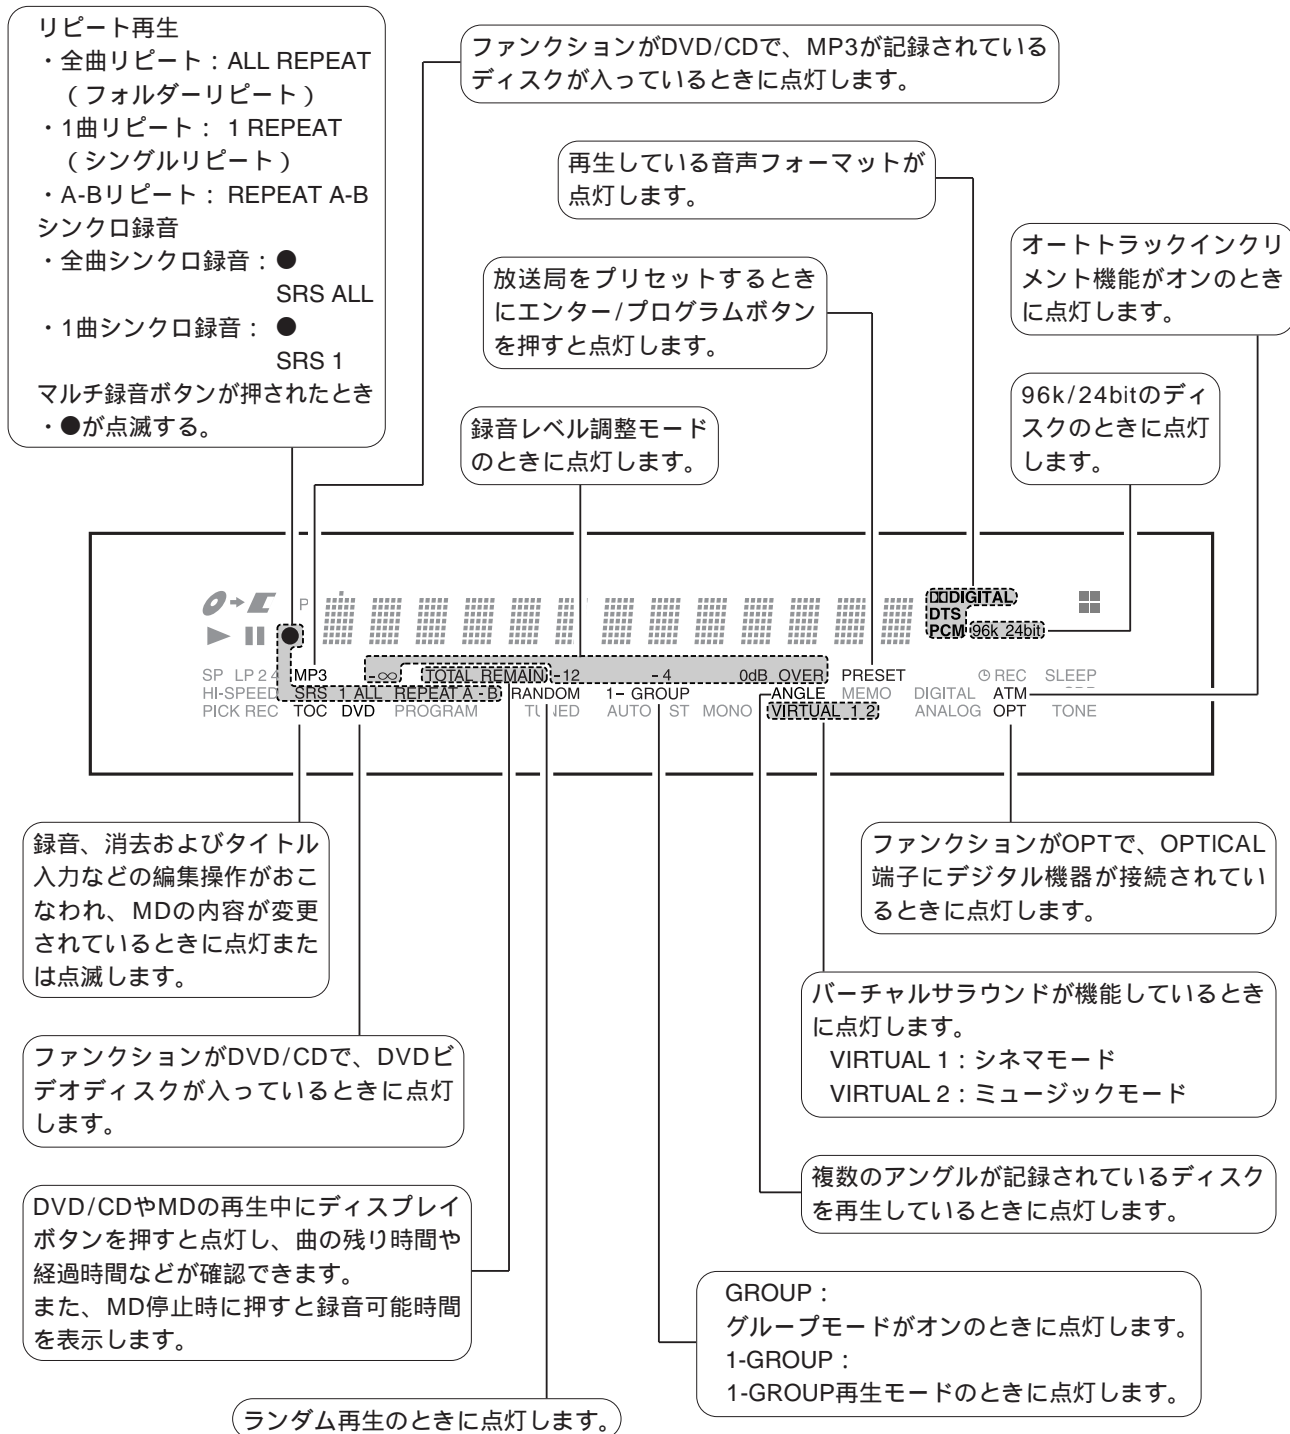 リピート再生
・全曲リピート：ALL REPEAT
（フォルダーリピート）
・1曲リピート： 1 REPEAT
（シングルリピート）
・A-Bリピート： REPEAT A-B
シンクロ録音
・全曲シンクロ録音：●
SRS ALL
・1曲シンクロ録音： ●
SRS 1
マルチ録音ボタンが押されたとき
・●が点滅する。
ファンクションがDVD/CDで、MP3が記録されている
ディスクが入っているときに点灯します。
再生している音声フォーマットが
点灯します。
放送局をプリセットするとき
にエンター/プログラムボタン
を押すと点灯します。
オートトラックインクリ
メント機能がオンのとき
に点灯します。
録音レベル調整モード
のときに点灯します。
96k/24bitのディ
スクのときに点灯
します。
P
DIGITAL
DTS
PCM 96k 24bit
SP LP 2 4 MP3 -∞ TOTAL REMAIN -12 -4 0dB OVER PRESET REC SLEEP
HI-SPEED SRS 1 ALL REPEAT A-B RANDOM 1- GROUP ANGLE MEMO DIGITAL ATM
PICK REC TOC DVD PROGRAM TUNED AUTO ST MONO VIRTUAL 1 2 ANALOG OPT TONE
録音、消去およびタイトル
入力などの編集操作がおこ
なわれ、MDの内容が変更
されているときに点灯また
は点滅します。
ファンクションがOPTで、OPTICAL
端子にデジタル機器が接続されてい
るときに点灯します。
バーチャルサラウンドが機能しているとき
に点灯します。
VIRTUAL 1：シネマモード
VIRTUAL 2：ミュージックモード
ファンクションがDVD/CDで、DVDビ
デオディスクが入っているときに点灯
します。
複数のアングルが記録されているディスク
を再生しているときに点灯します。
DVD/CDやMDの再生中にディスプレイ
ボタンを押すと点灯し、曲の残り時間や
経過時間などが確認できます。
また、MD停止時に押すと録音可能時間
を表示します。
GROUP：
グループモードがオンのときに点灯します。
1-GROUP：
1-GROUP再生モードのときに点灯します。
ランダム再生のときに点灯します。